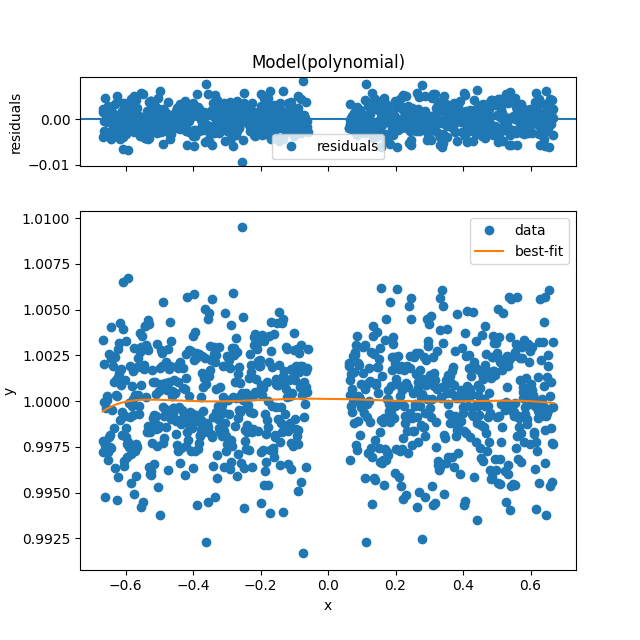 Model(polynomial)
residuals
0.00
−0.01
residuals
1.0100
1.0075
1.0050
1.0025
1.0000
0.9975
0.9950
0.9925
y
data
best-fit
−0.6
−0.4
−0.2
0.0
0.2
0.4
0.6
x